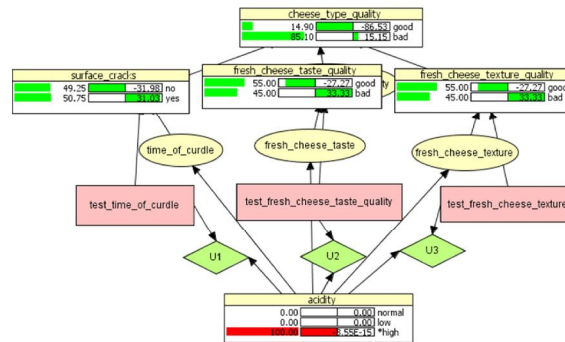 cheese_type_quality
14.90 -86.53 good
85.10 15.15 bad
surface_cracks
49.25 -31.98 no
50.75 31.03 yes
fresh_cheese_taste_quality
55.00 -27.27 good
45.00 33.33 bad
fresh_cheese_texture_quality
55.00 -27.27 good
45.00 33.33 bad
time_of_curdle
fresh_cheese_taste
fresh_cheese_texture
test_time_of_curdle
test_fresh_cheese_taste_quality
test_fresh_cheese_texture
U1
U2
U3
acidity
0.00 0.00 normal
0.00 0.00 low
100.00 -8.55E-15 *high